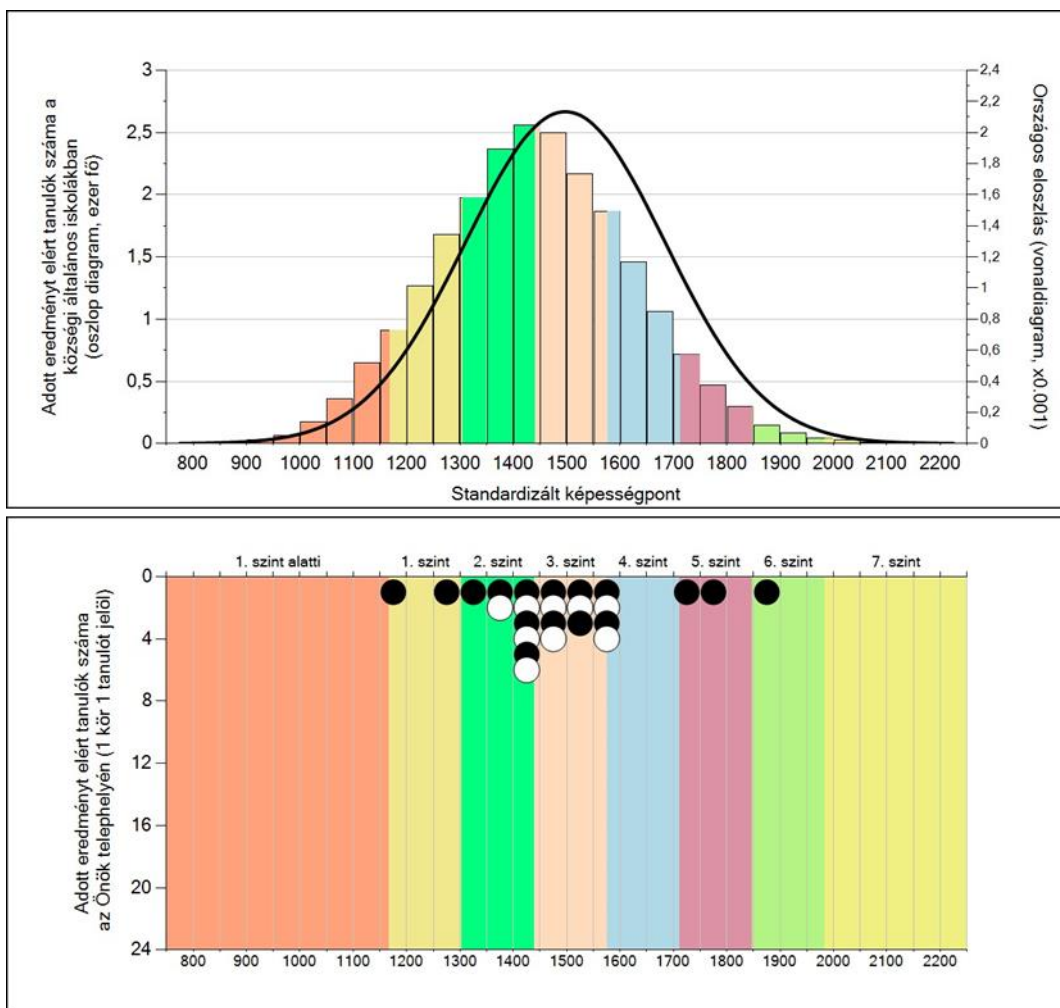 Adott eredményt elért tanulók száma a
községi általános iskolákban
(oszlop diagram, ezer fő)
3
2,5
2
1,5
1
0,5
0
2,4
2,2
2
1,8
1,6
1,4
1,2
1
0,8
0,6
0,4
0,2
0
Országos eloszlás (vonaldiagram, x0.001)
800 900 1000 1100 1200 1300 1400 1500 1600 1700 1800 1900 2000 2100 2200
Standardizált képességpont
1. szint alatti 1. szint 2. szint 3. szint 4. szint 5. szint 6. szint 7. szint
Adott eredményt elért tanulók száma
az Önök telephelyén (1 kör 1 tanulót jelöl)
0
4
8
12
16
20
24
800 900 1000 1100 1200 1300 1400 1500 1600 1700 1800 1900 2000 2100 2200